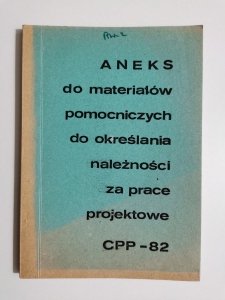 ANEKS
do materiałów
pomocniczych
do określania
należności
za prace
projektowe
CPP-82